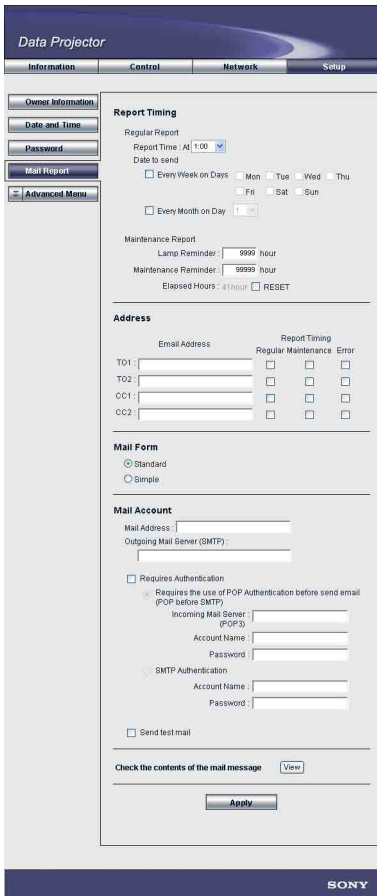 Data Projector
Information Control Network Setup
Owner Information
Date and Time
Password
Mail Report
Advanced Menu
Report Timing
Regular Report
Report Time : At 1:00
Date to send
Every Week on Days Mon Tue Wed Thu
Fri Sat Sun
Every Month on Day 1
Maintenance Report
Lamp Reminder : 9999 hour
Maintenance Reminder : 99999 hour
Elapsed Hours : 41hour RESET
Address
Email Address Report Timing
Regular Maintenance Error
TO1 :
TO2 :
CC1 :
CC2 :
Mail Form
Standard
Simple
Mail Account
Mail Address :
Outgoing Mail Server (SMTP) :
Requires Authentication
Requires the use of POP Authentication before send email
(POP before SMTP)
Incoming Mail Server :
(POP3)
Account Name :
Password :
SMTP Authentication
Account Name :
Password :
Send test mail
Check the contents of the mail message View
Apply
SONY